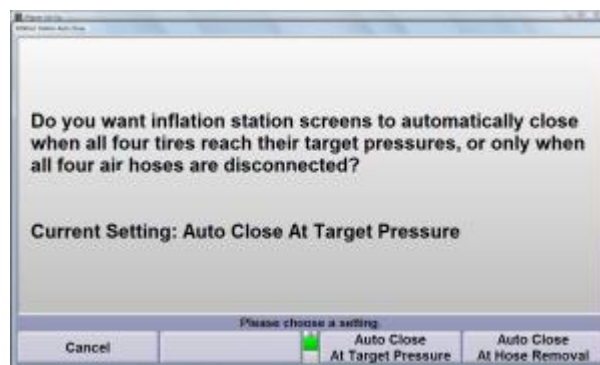 Do you want inflation station screens to automatically close
when all four tires reach their target pressures, or only when
all four air hoses are disconnected?
Current Setting: Auto Close At Target Pressure
Please choose a setting.
Cancel
Auto Close
At Target Pressure
Auto Close
At Hose Removal